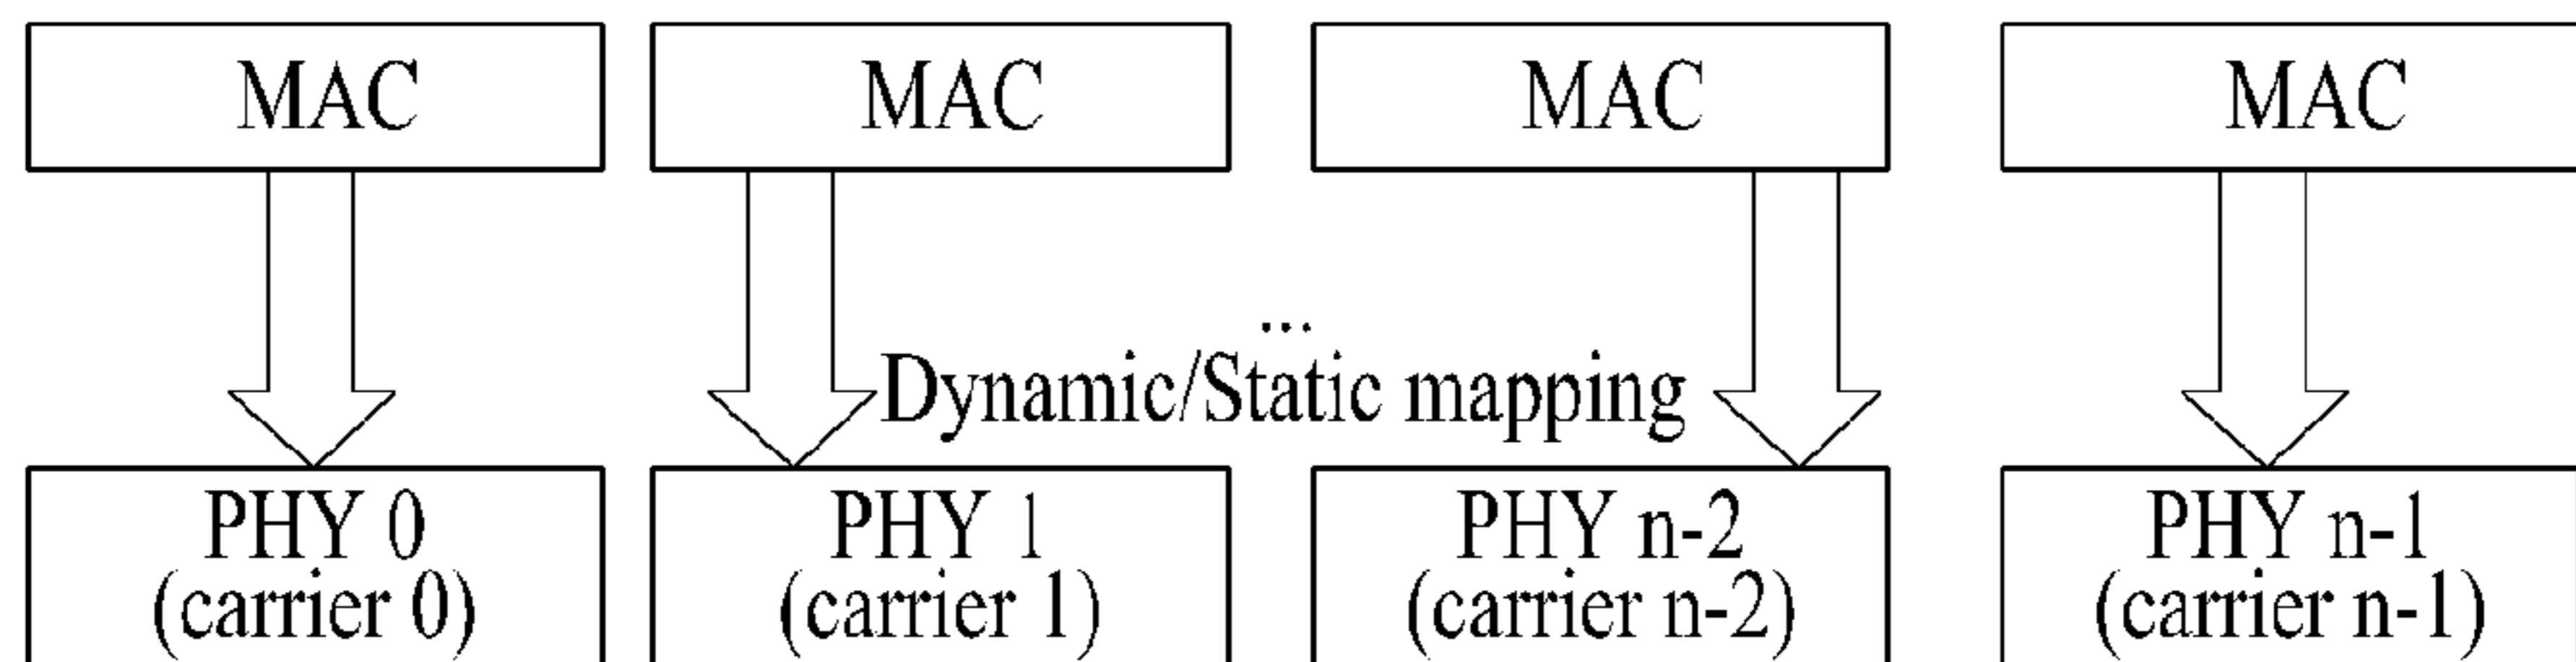 MAC
MAC
MAC
MAC
...
Dynamic/Static mapping
PHY 0
(carrier 0)
PHY 1
(carrier 1)
PHY n-2
(carrier n-2)
PHY n-1
(carrier n-1)